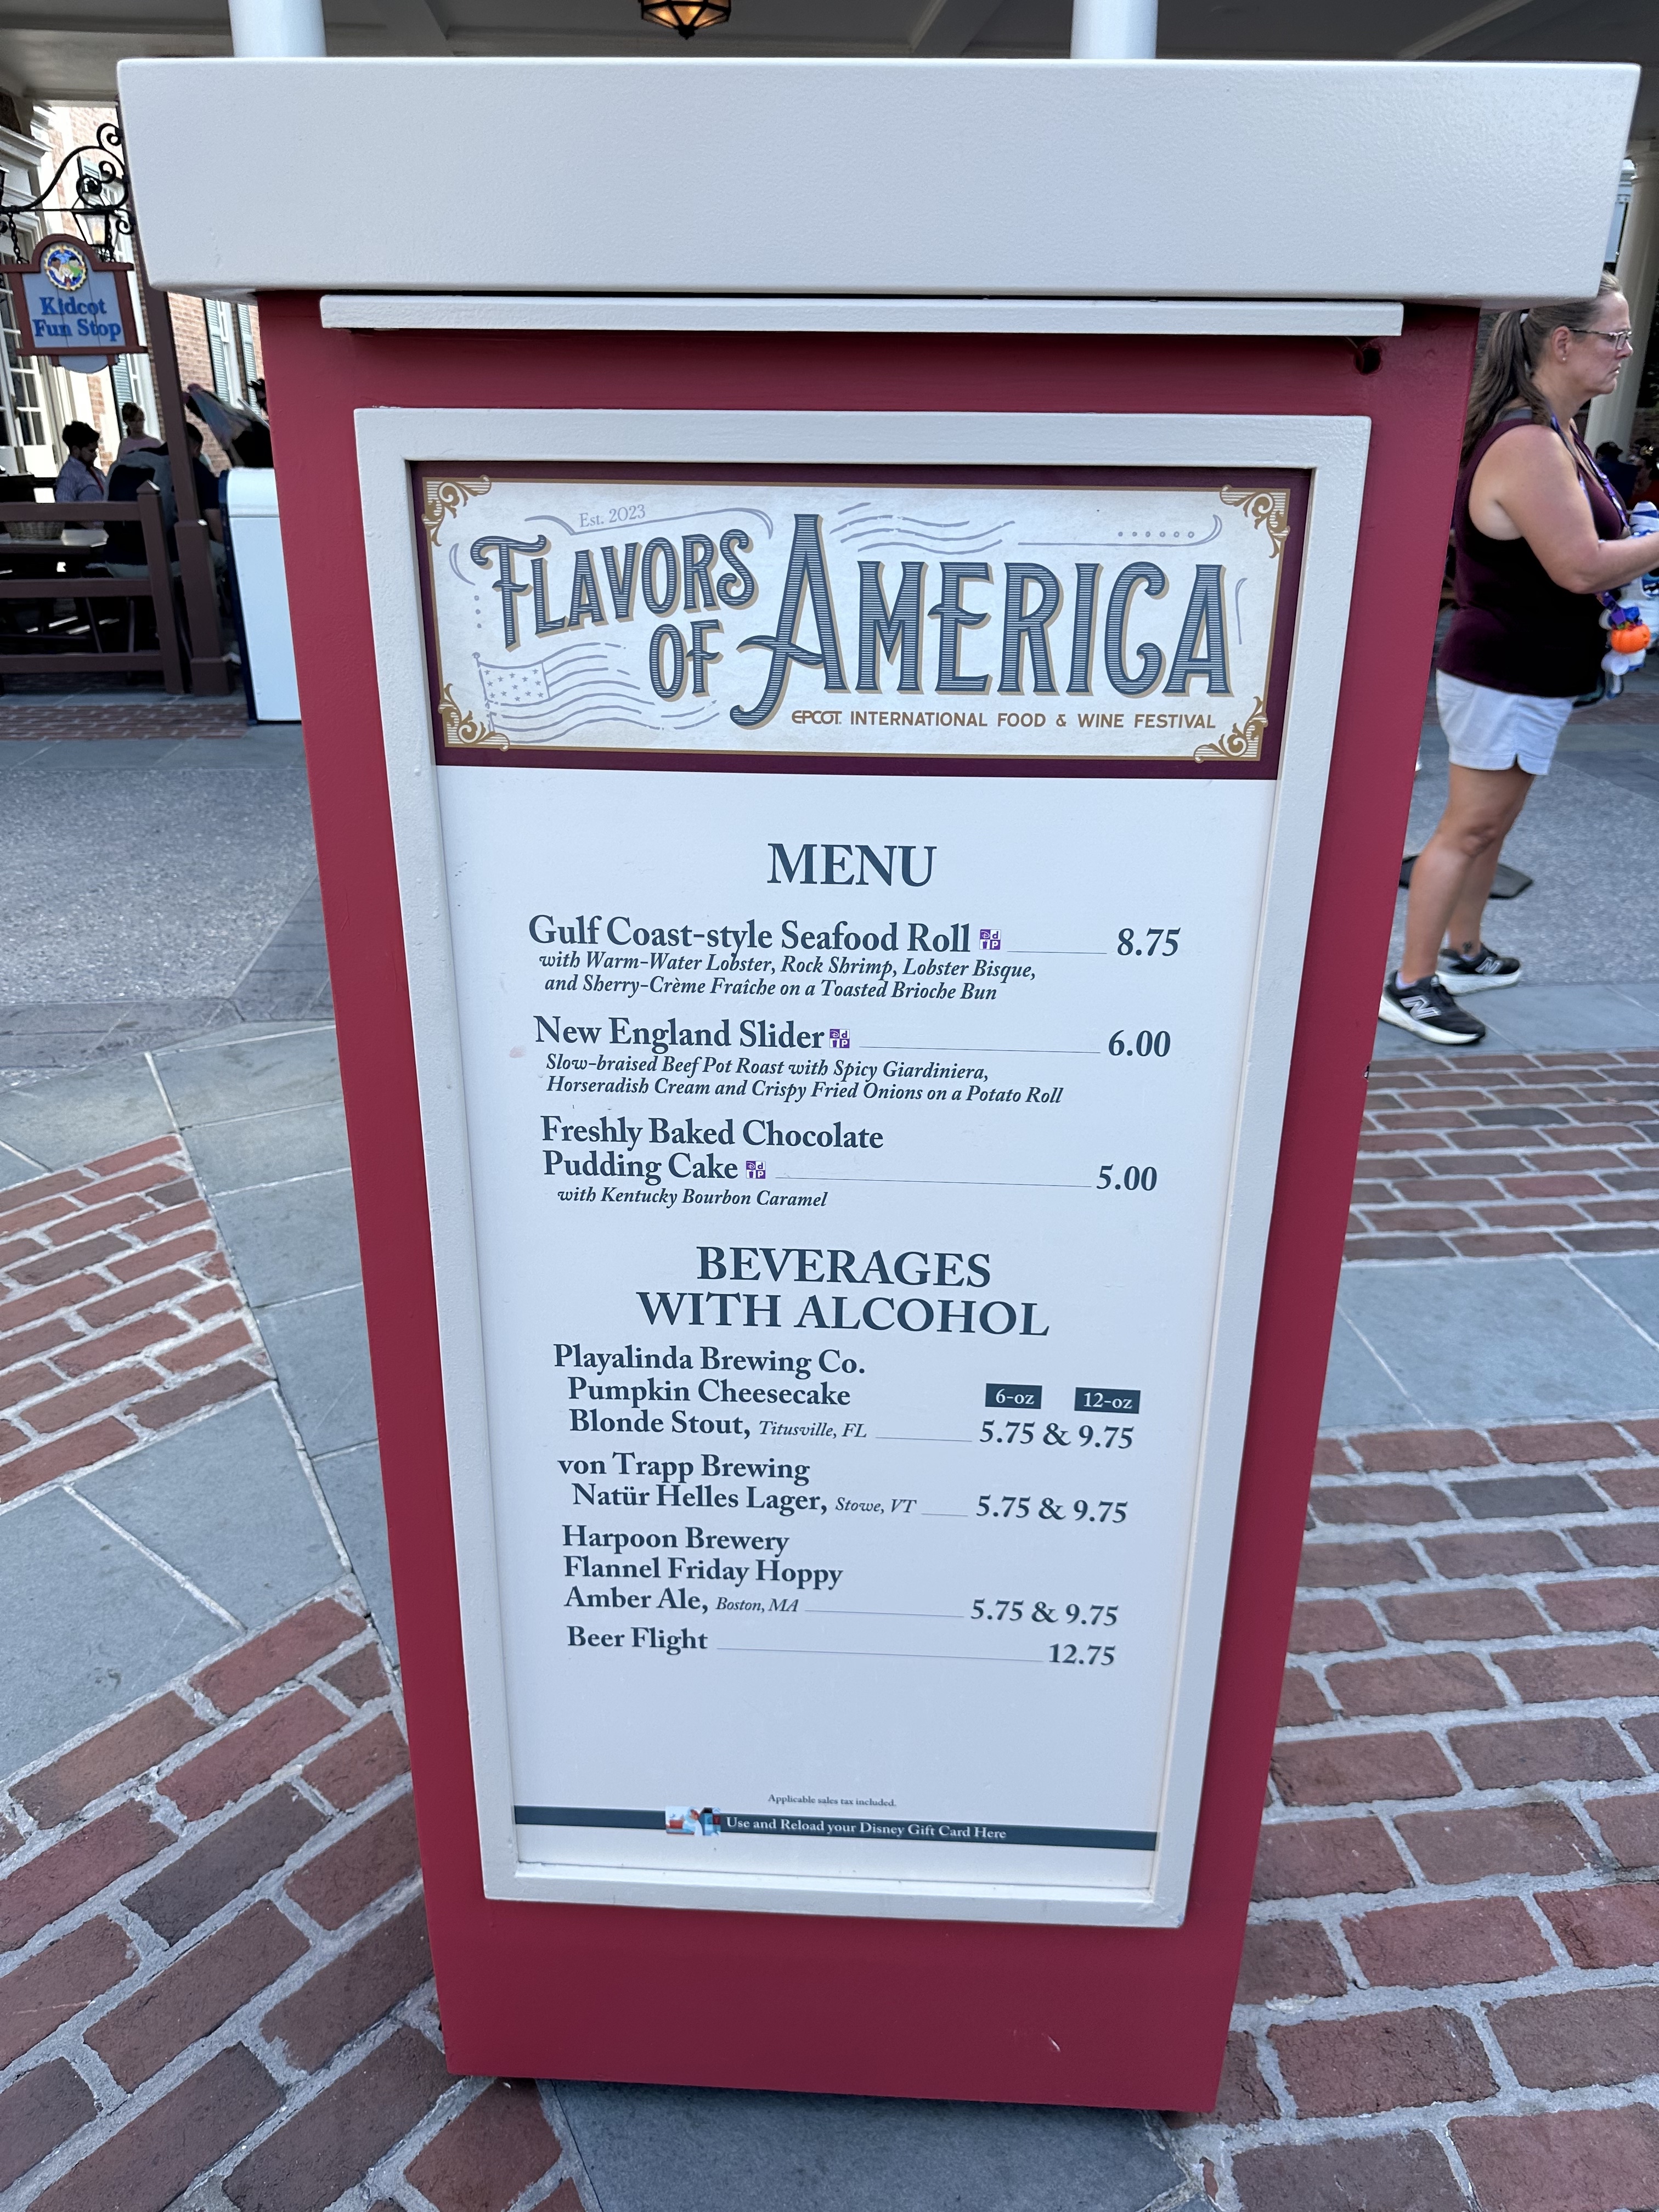 Kidcot
Fun Stop
Est. 2023
FLAVORS
OF AMERICA
EPCOT INTERNATIONAL FOOD & WINE FESTIVAL
MENU
Gulf Coast-style Seafood Roll 8.75
with Warm-Water Lobster, Rock Shrimp, Lobster Bisque,
and Sherry-Crème Fraîche on a Toasted Brioche Bun
New England Slider 6.00
Slow-braised Beef Pot Roast with Spicy Giardiniera,
Horseradish Cream and Crispy Fried Onions on a Potato Roll
Freshly Baked Chocolate
Pudding Cake 5.00
with Kentucky Bourbon Caramel
BEVERAGES
WITH ALCOHOL
Playalinda Brewing Co.
Pumpkin Cheesecake 6-oz 12-oz
Blonde Stout, Titusville, FL 5.75 & 9.75
von Trapp Brewing
Natür Helles Lager, Stowe, VT 5.75 & 9.75
Harpoon Brewery
Flannel Friday Hoppy
Amber Ale, Boston, MA 5.75 & 9.75
Beer Flight 12.75
Applicable sales tax included.
Use and Reload your Disney Gift Card Here